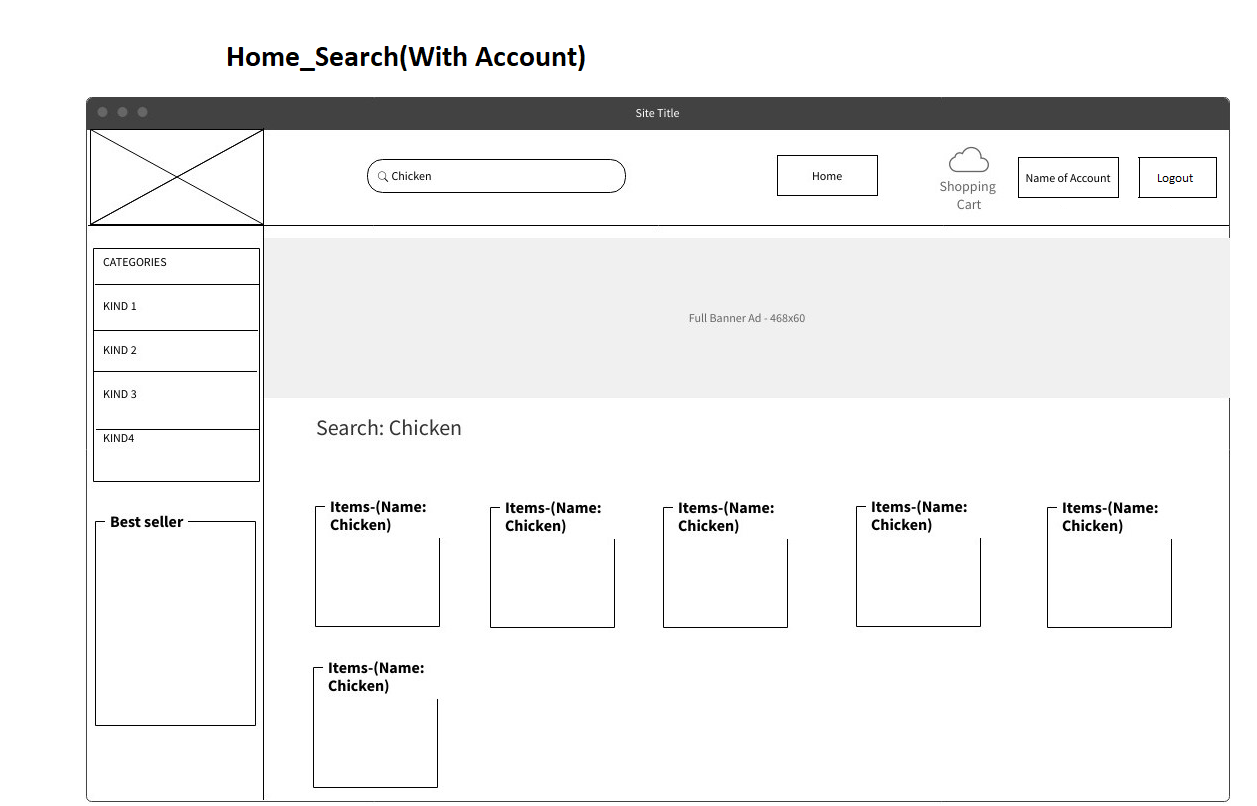 Home_Search(With Account)
Site Title
Chicken
Home
Shopping
Cart
Name of Account
Logout
CATEGORIES
KIND 1
KIND 2
KIND 3
KIND4
Best seller
Full Banner Ad - 468x60
Search: Chicken
Items-(Name:
Chicken)
Items-(Name:
Chicken)
Items-(Name:
Chicken)
Items-(Name:
Chicken)
Items-(Name:
Chicken)
Items-(Name:
Chicken)